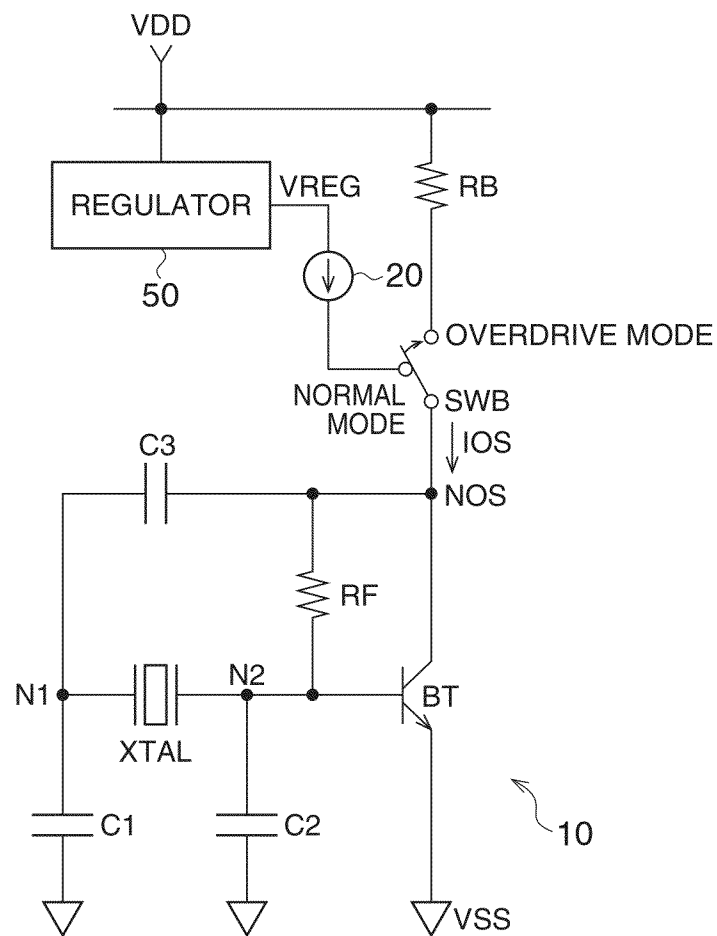 VDD
REGULATOR
VREG
RB
50
20
OVERDRIVE MODE
NORMAL
MODE
SWB
IOS
C3
NOS
RF
N1
N2
BT
XTAL
C1
C2
10
VSS